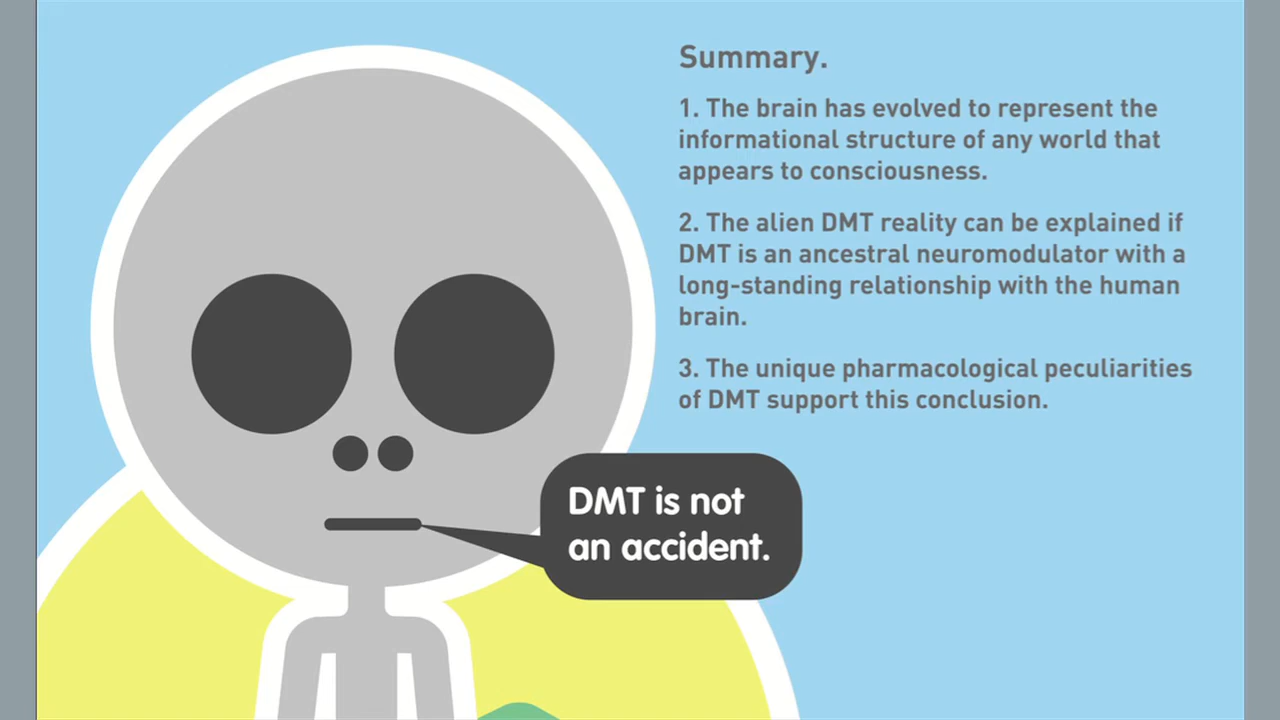 Summary.
1. The brain has evolved to represent the
informational structure of any world that
appears to consciousness.
2. The alien DMT reality can be explained if
DMT is an ancestral neuromodulator with a
long-standing relationship with the human
brain.
3. The unique pharmacological peculiarities
of DMT support this conclusion.
DMT is not
an accident.